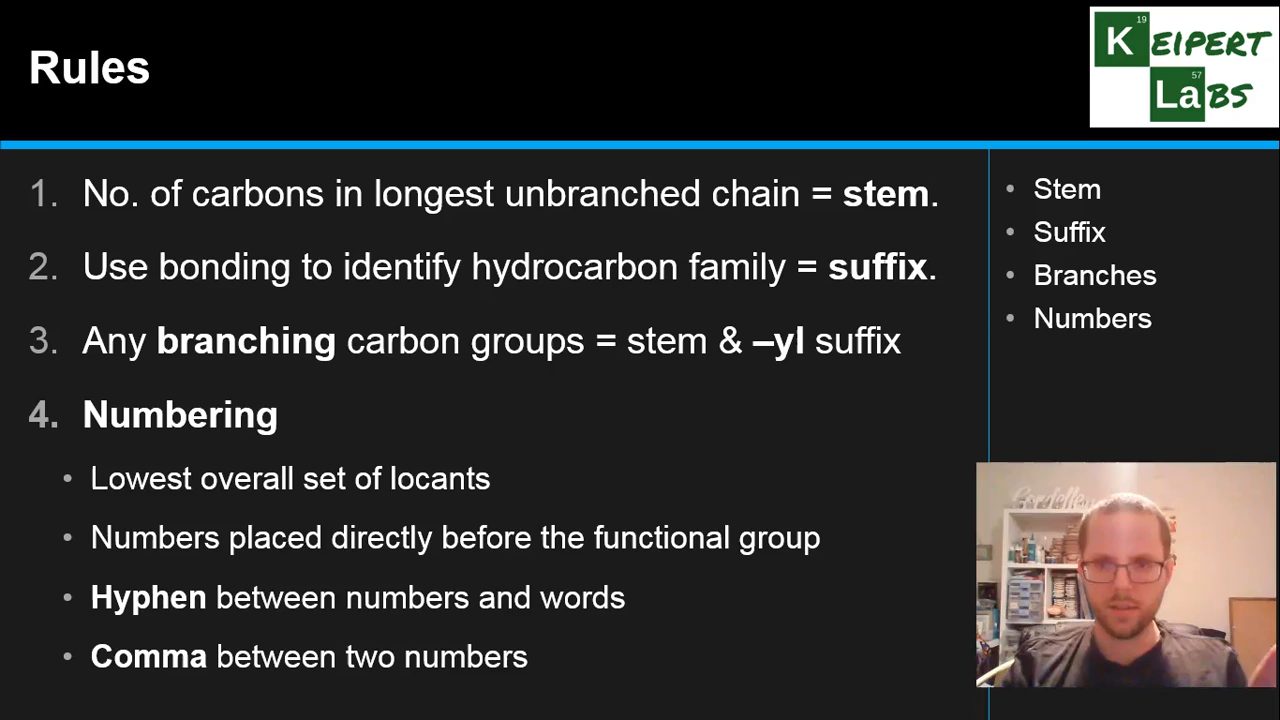 Rules
19
KEIPERT
57
LaBS
1. No. of carbons in longest unbranched chain = stem.
2. Use bonding to identify hydrocarbon family = suffix.
3. Any branching carbon groups = stem & –yl suffix
4. Numbering
• Lowest overall set of locants
• Numbers placed directly before the functional group
• Hyphen between numbers and words
• Comma between two numbers
• Stem
• Suffix
• Branches
• Numbers